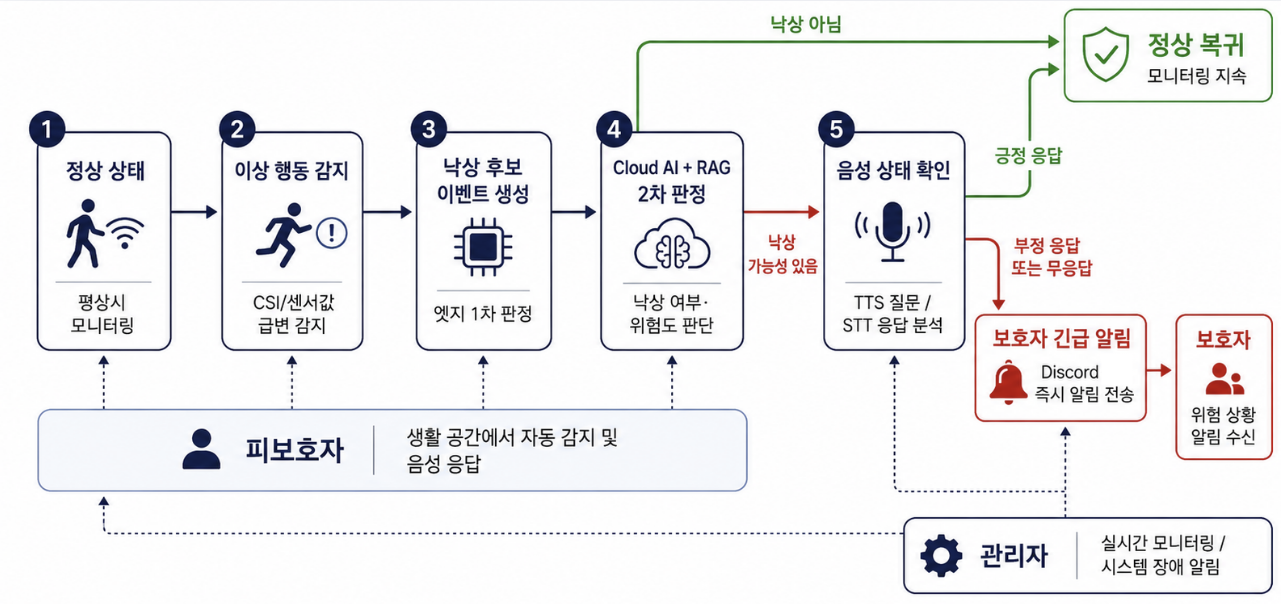 낙상 아님
정상 복귀
모니터링 지속
1
정상 상태
평상시
모니터링
2
이상 행동 감지
!
CSI/센서값
급변 감지
3
낙상 후보
이벤트 생성
엣지 1차 판정
4
Cloud AI + RAG
2차 판정
낙상 여부·
위험도 판단
낙상
가능성 있음
5
음성 상태 확인
TTS 질문 /
STT 응답 분석
긍정 응답
부정 응답
또는 무응답
보호자 긴급 알림
Discord
즉시 알림 전송
보호자
위험 상황
알림 수신
피보호자
생활 공간에서 자동 감지 및
음성 응답
관리자
실시간 모니터링 /
시스템 장애 알림